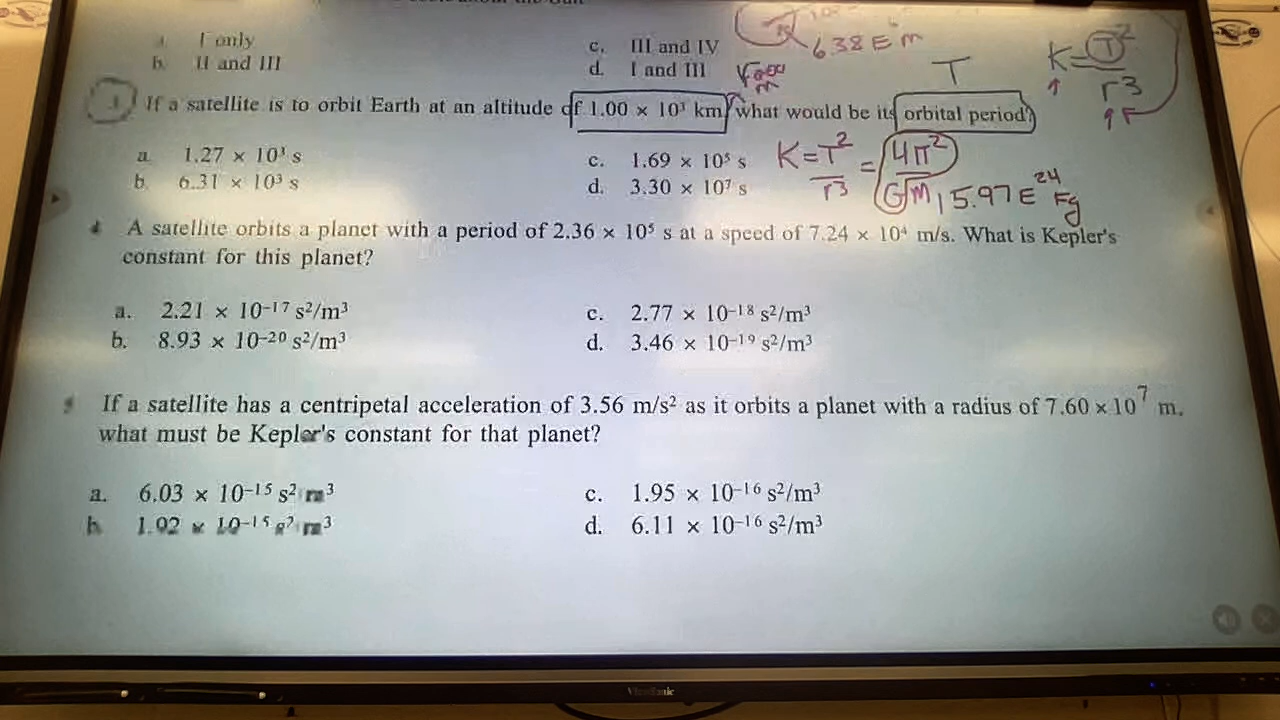 I only
b. II and III
c. III and IV
d. I and III
6.38 E m
T
K = T²
r3
If a satellite is to orbit Earth at an altitude of 1.00 × 10³ km, what would be its orbital period?
a. 1.27 × 10³ s
b. 6.31 × 10³ s
c. 1.69 × 10⁵ s
d. 3.30 × 10⁷ s
K = T² = 4π²
r3 GM, 5.97 E 24
A satellite orbits a planet with a period of 2.36 × 10⁵ s at a speed of 7.24 × 10⁴ m/s. What is Kepler's
constant for this planet?
a. 2.21 × 10⁻¹⁷ s²/m³
b. 8.93 × 10⁻²⁰ s²/m³
c. 2.77 × 10⁻¹⁸ s²/m³
d. 3.46 × 10⁻¹⁹ s²/m³
If a satellite has a centripetal acceleration of 3.56 m/s² as it orbits a planet with a radius of 7.60 × 10⁷ m,
what must be Kepler's constant for that planet?
a. 6.03 × 10⁻¹⁵ s² m³
b. 1.02 × 10⁻¹⁵ s² m³
c. 1.95 × 10⁻¹⁶ s²/m³
d. 6.11 × 10⁻¹⁶ s²/m³